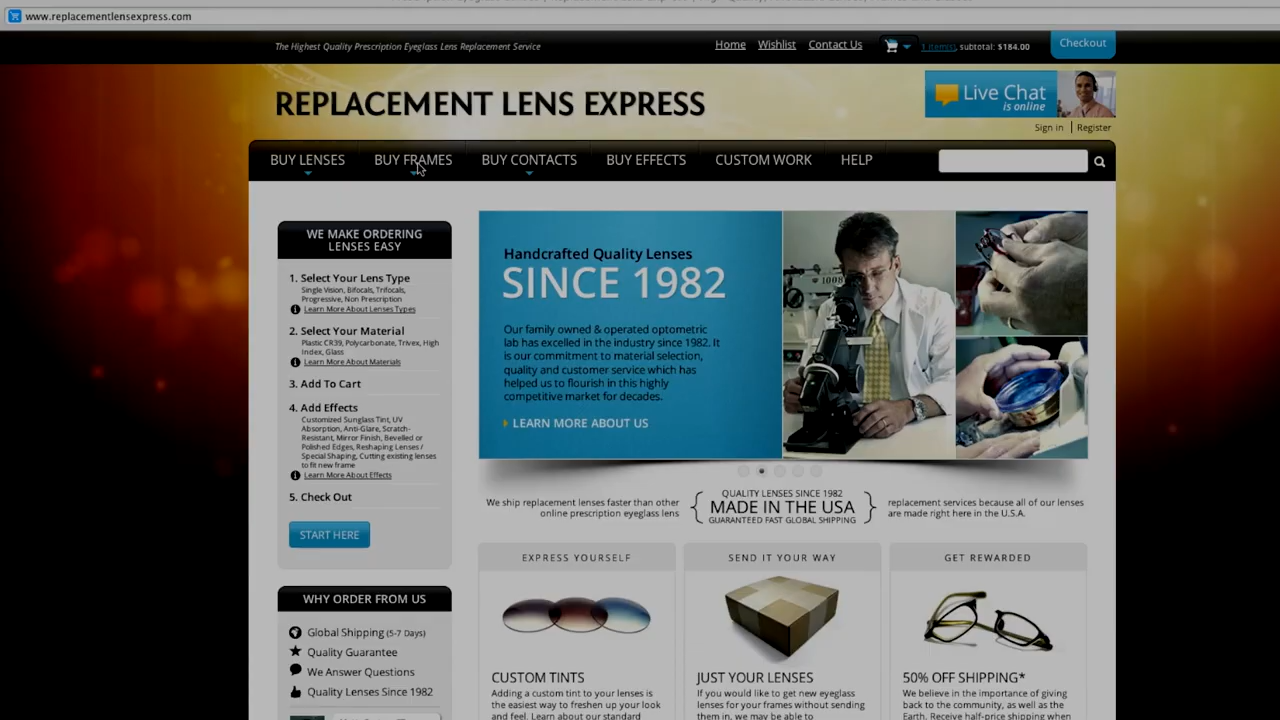 www.replacementlensexpress.com
The Highest Quality Prescription Eyeglass Lens Replacement Service
Home Wishlist Contact Us 1 item(s), subtotal: $184.00 Checkout
REPLACEMENT LENS EXPRESS
Live Chat
is online
Sign in | Register
BUY LENSES BUY FRAMES BUY CONTACTS BUY EFFECTS CUSTOM WORK HELP
WE MAKE ORDERING
LENSES EASY
1. Select Your Lens Type
Single Vision, Bifocals, Trifocals,
Progressive, Non Prescription
Learn More About Lenses Types
2. Select Your Material
Plastic CR39, Polycarbonate, Trivex, High
Index, Glass
Learn More About Materials
3. Add To Cart
4. Add Effects
Customized Sunglass Tint, UV
Absorption, Anti-Glare, Scratch-
Resistant, Mirror Finish, Bevelled or
Polished Edges, Reshaping Lenses /
Special Shaping, Cutting existing lenses
to fit new frame
Learn More About Effects
5. Check Out
START HERE
Handcrafted Quality Lenses
SINCE 1982
Our family owned & operated optometric
lab has excelled in the industry since 1982. It
is our commitment to material selection,
quality and customer service which has
helped us to flourish in this highly
competitive market for decades.
LEARN MORE ABOUT US
We ship replacement lenses faster than other
online prescription eyeglass lens
QUALITY LENSES SINCE 1982
MADE IN THE USA
GUARANTEED FAST GLOBAL SHIPPING
replacement services because all of our lenses
are made right here in the U.S.A.
WHY ORDER FROM US
Global Shipping (5-7 Days)
Quality Guarantee
We Answer Questions
Quality Lenses Since 1982
EXPRESS YOURSELF
CUSTOM TINTS
Adding a custom tint to your lenses is
the easiest way to freshen up your look
and feel. Learn about our standard
SEND IT YOUR WAY
JUST YOUR LENSES
If you would like to get new eyeglass
lenses for your frames without sending
them in, we may be able to
GET REWARDED
50% OFF SHIPPING*
We believe in the importance of giving
back to the community, as well as the
Earth. Receive half-price shipping when